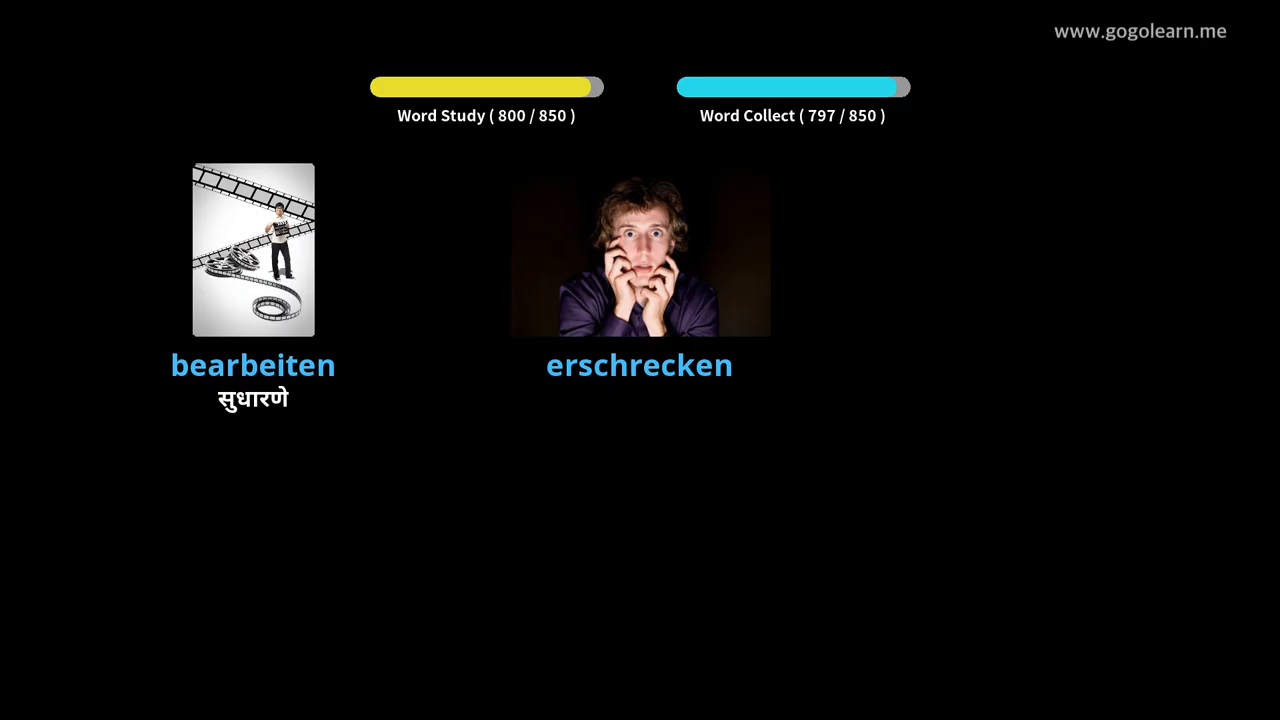 www.gogolearn.me
Word Study ( 800 / 850 )
Word Collect ( 797 / 850 )
bearbeiten
सुधारणे
erschrecken